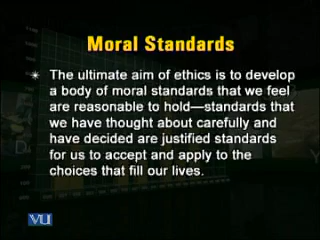 Moral Standards
The ultimate aim of ethics is to develop
a body of moral standards that we feel
are reasonable to hold—standards that
we have thought about carefully and
have decided are justified standards
for us to accept and apply to the
choices that fill our lives.
VU